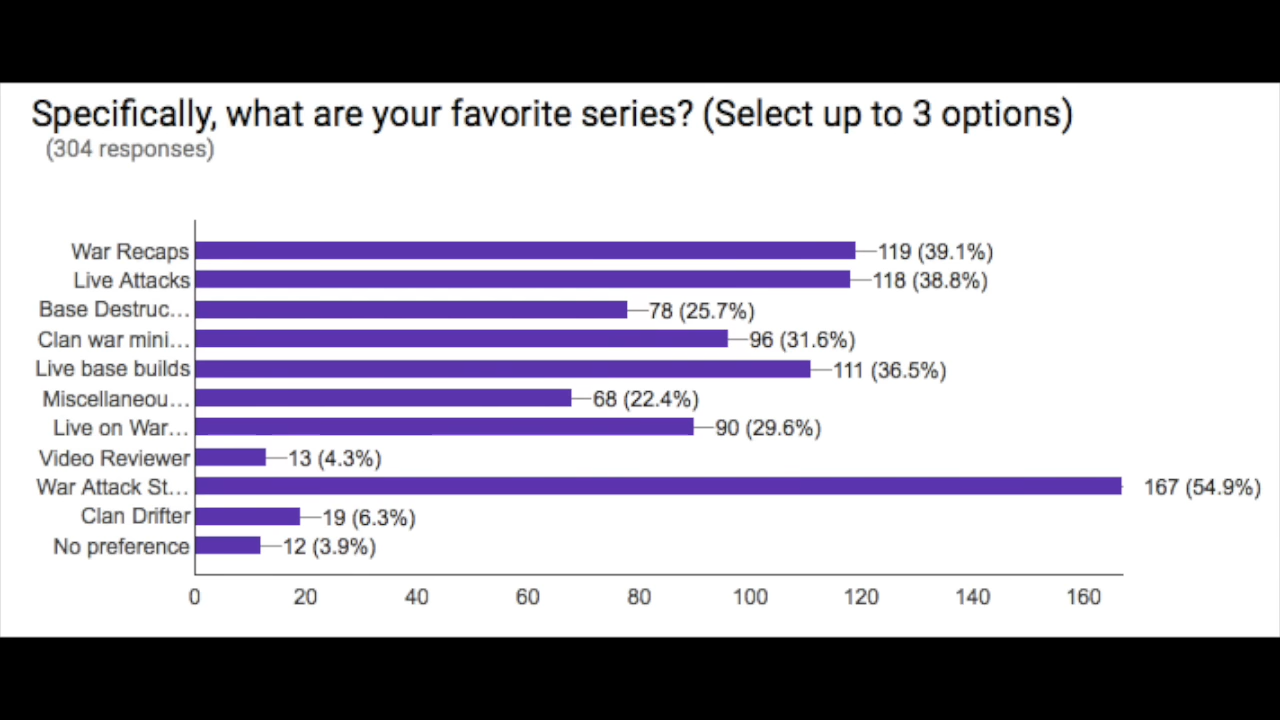 Specifically, what are your favorite series? (Select up to 3 options)
(304 responses)
War Recaps 119 (39.1%)
Live Attacks 118 (38.8%)
Base Destruc... 78 (25.7%)
Clan war mini... 96 (31.6%)
Live base builds 111 (36.5%)
Miscellaneou... 68 (22.4%)
Live on War... 90 (29.6%)
Video Reviewer 13 (4.3%)
War Attack St... 167 (54.9%)
Clan Drifter 19 (6.3%)
No preference 12 (3.9%)
0 20 40 60 80 100 120 140 160